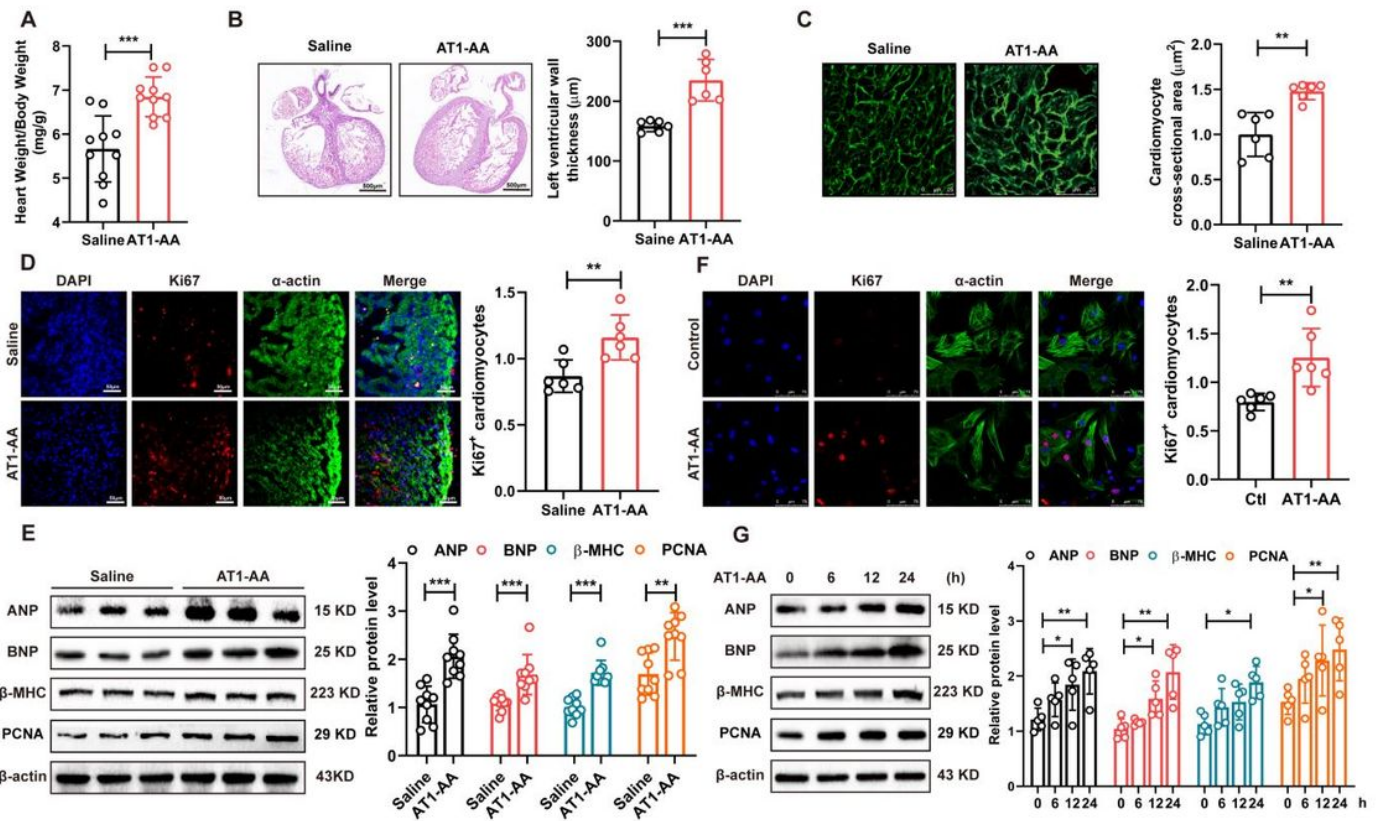 A
Heart Weight/Body Weight
(mg/g)
8
7
6
5
4
***
Saline AT1-AA
B
Saline
AT1-AA
500μm
500μm
Left ventricular wall
thickness (μm)
300
200
100
0
***
Saine AT1-AA
C
Saline
AT1-AA
0 μm 25
0 μm 25
Cardiomyocyte
cross-sectional area (μm2)
2.0
1.5
1.0
0.5
0.0
**
Saline AT1-AA
D
DAPI
Ki67
α-actin
Merge
Saline
AT1-AA
Ki67+ cardiomyocytes
1.5
1.0
0.5
0.0
**
Saline AT1-AA
F
DAPI
Ki67
α-actin
Merge
Control
AT1-AA
Ki67+ cardiomyocytes
2.0
1.5
1.0
0.5
0.0
**
Ctl AT1-AA
E
Saline
AT1-AA
ANP 15 KD
BNP 25 KD
β-MHC 223 KD
PCNA 29 KD
β-actin 43KD
ANP BNP β-MHC PCNA
Relative protein level
4
3
2
1
0
*** *** *** **
Saline AT1-AA Saline AT1-AA Saline AT1-AA Saline AT1-AA
G
AT1-AA 0 6 12 24 (h)
ANP 15 KD
BNP 25 KD
β-MHC 223 KD
PCNA 29 KD
β-actin 43 KD
ANP BNP β-MHC PCNA
Relative protein level
4
3
2
1
0
** * ** * * ** *
0 6 12 24 0 6 12 24 0 6 12 24 0 6 12 24 h